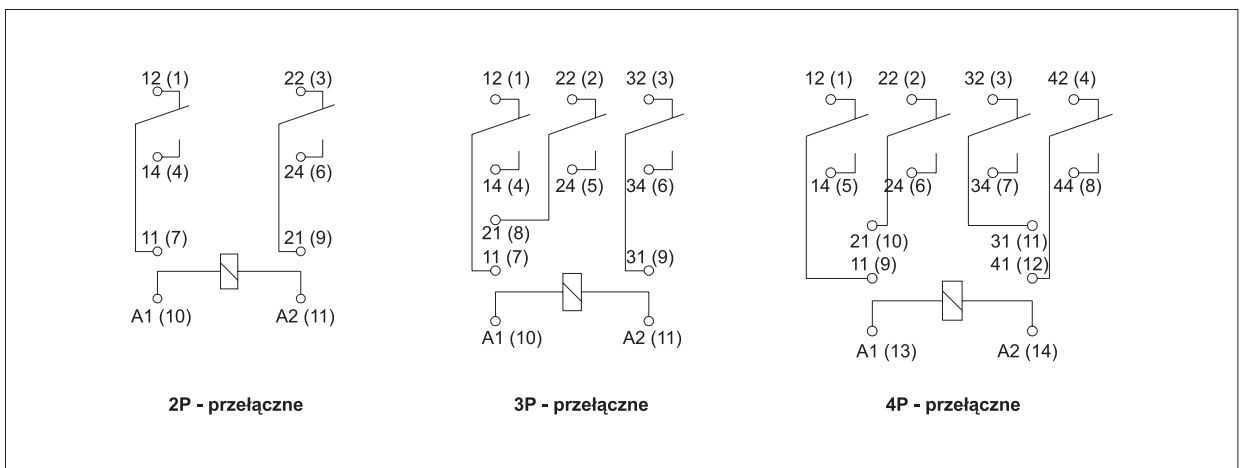 12 (1) 22 (3)
14 (4) 24 (6)
11 (7) 21 (9)
A1 (10) A2 (11)
2P - przełączne
12 (1) 22 (2) 32 (3)
14 (4) 24 (5) 34 (6)
21 (8)
11 (7) 31 (9)
A1 (10) A2 (11)
3P - przełączne
12 (1) 22 (2) 32 (3) 42 (4)
14 (5) 24 (6) 34 (7) 44 (8)
21 (10) 31 (11)
11 (9) 41 (12)
A1 (13) A2 (14)
4P - przełączne